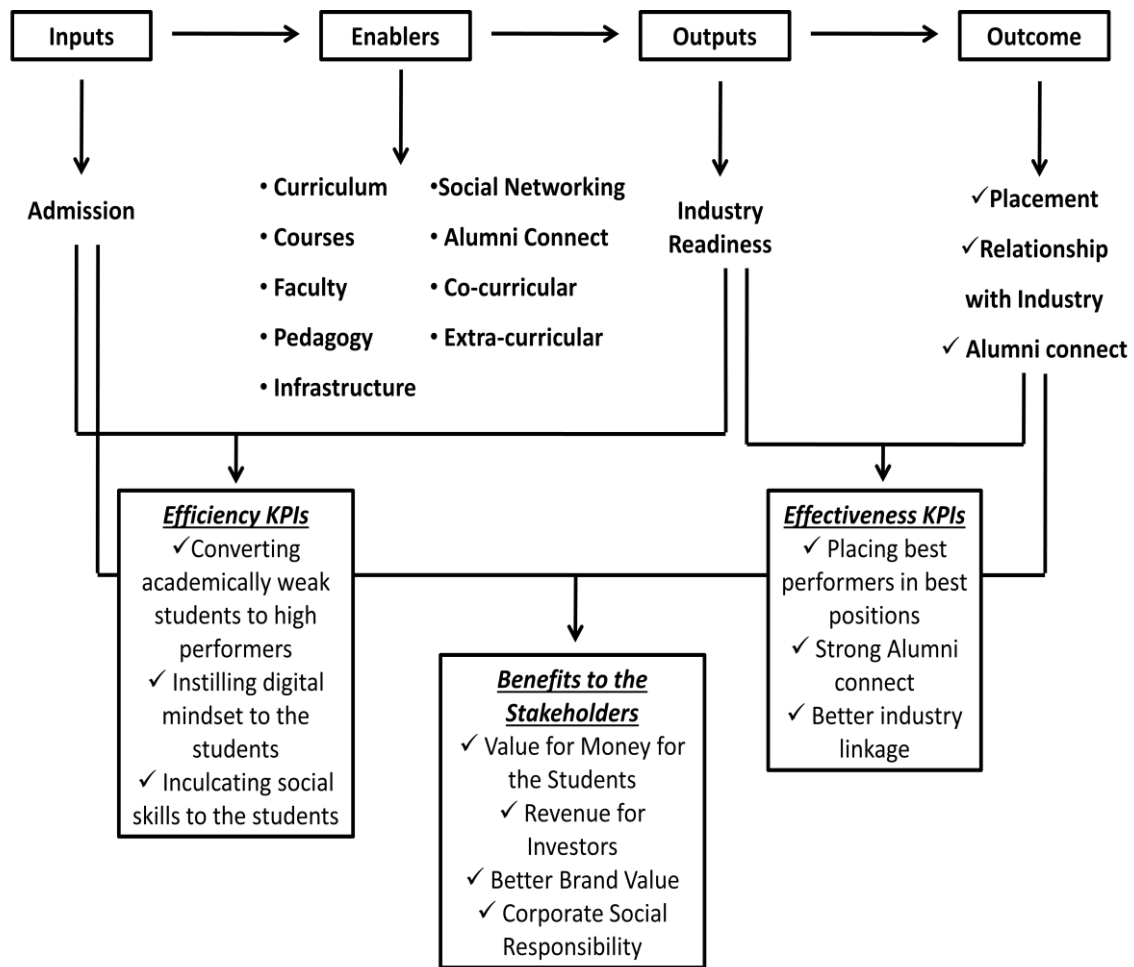 Inputs
Enablers
Outputs
Outcome
Admission
• Curriculum
• Courses
• Faculty
• Pedagogy
• Infrastructure
•Social Networking
• Alumni Connect
• Co-curricular
• Extra-curricular
Industry
Readiness
✓Placement
✓Relationship
with Industry
✓ Alumni connect
Efficiency KPIs
✓Converting
academically weak
students to high
performers
✓ Instilling digital
mindset to the
students
✓ Inculcating social
skills to the students
Benefits to the
Stakeholders
✓ Value for Money for
the Students
✓ Revenue for
Investors
✓ Better Brand Value
✓ Corporate Social
Responsibility
Effectiveness KPIs
✓ Placing best
performers in best
positions
✓ Strong Alumni
connect
✓ Better industry
linkage